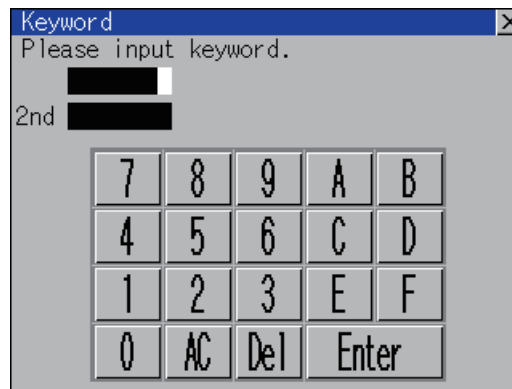 Keyword
Please input keyword.
2nd
7 8 9 A B
4 5 6 C D
1 2 3 E F
0 AC Del Enter